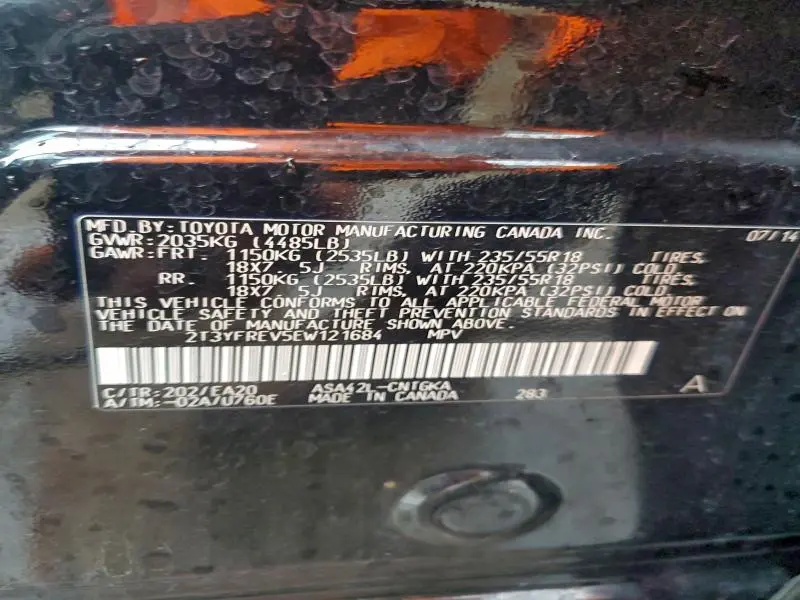 MFD.BY:TOYOTA MOTOR MANUFACTURING CANADA INC. 07/14
GVWR:2035KG (4485LB)
GAWR:FRT. 1150KG (2535LB) WITH 235/55R18 TIRES,
18X7 5J RIMS, AT 220KPA (32PSI) COLD
RR. 1150KG (2535LB) WITH 235/55R18 TIRES,
18X7 5J RIMS, AT 220KPA (32PSI) COLD
THIS VEHICLE CONFORMS TO ALL APPLICABLE FEDERAL MOTOR
VEHICLE SAFETY AND THEFT PREVENTION STANDARDS IN EFFECT ON
THE DATE OF MANUFACTURE SHOWN ABOVE.
2T3YFREV5EW121684 MPV
C/TR:202/EA20 ASA42L-CNTGKA 283 A
A/TM:-02A/U760E MADE IN CANADA